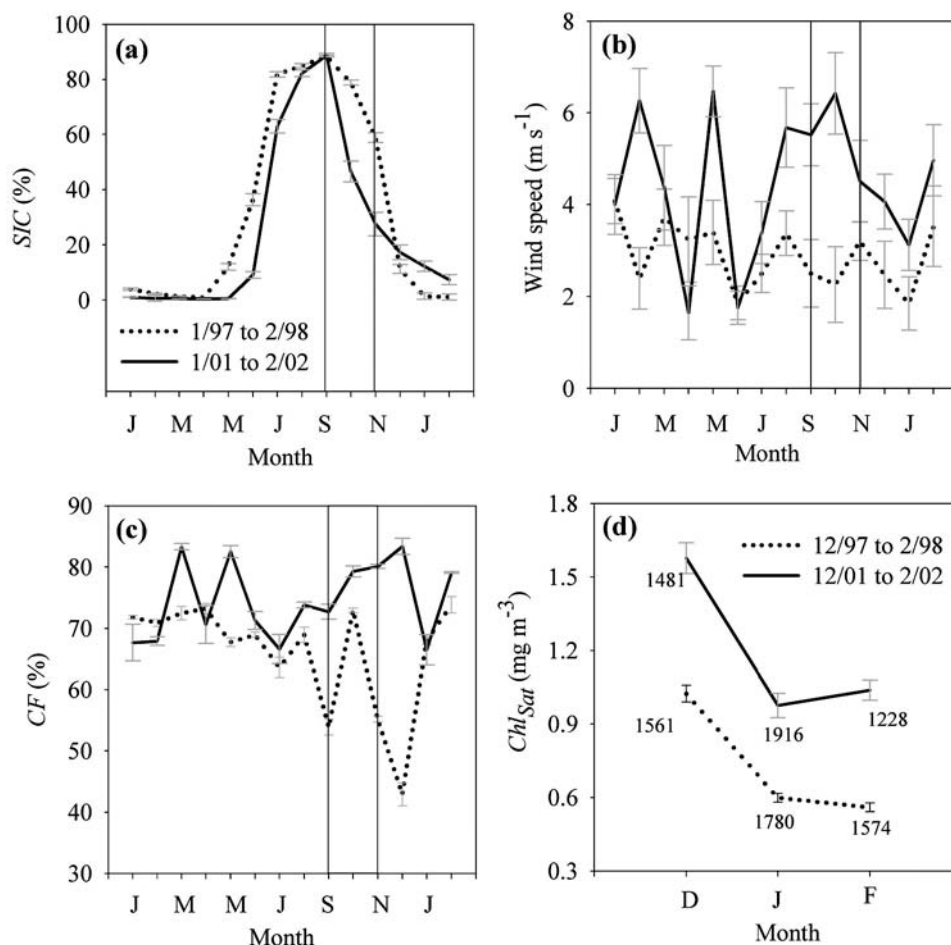 (a)
SIC (%)
100
80
60
40
20
0
1/97 to 2/98
1/01 to 2/02
J M M J S N J
Month
(b)
Wind speed (m s⁻¹)
8
6
4
2
0
J M M J S N J
Month
(c)
CF (%)
90
80
70
60
50
40
30
J M M J S N J
Month
(d)
Chl_Sat (mg m⁻³)
1.8
1.5
1.2
0.9
0.6
0.3
12/97 to 2/98
12/01 to 2/02
1481
1561
1916
1228
1780
1574
D J F
Month